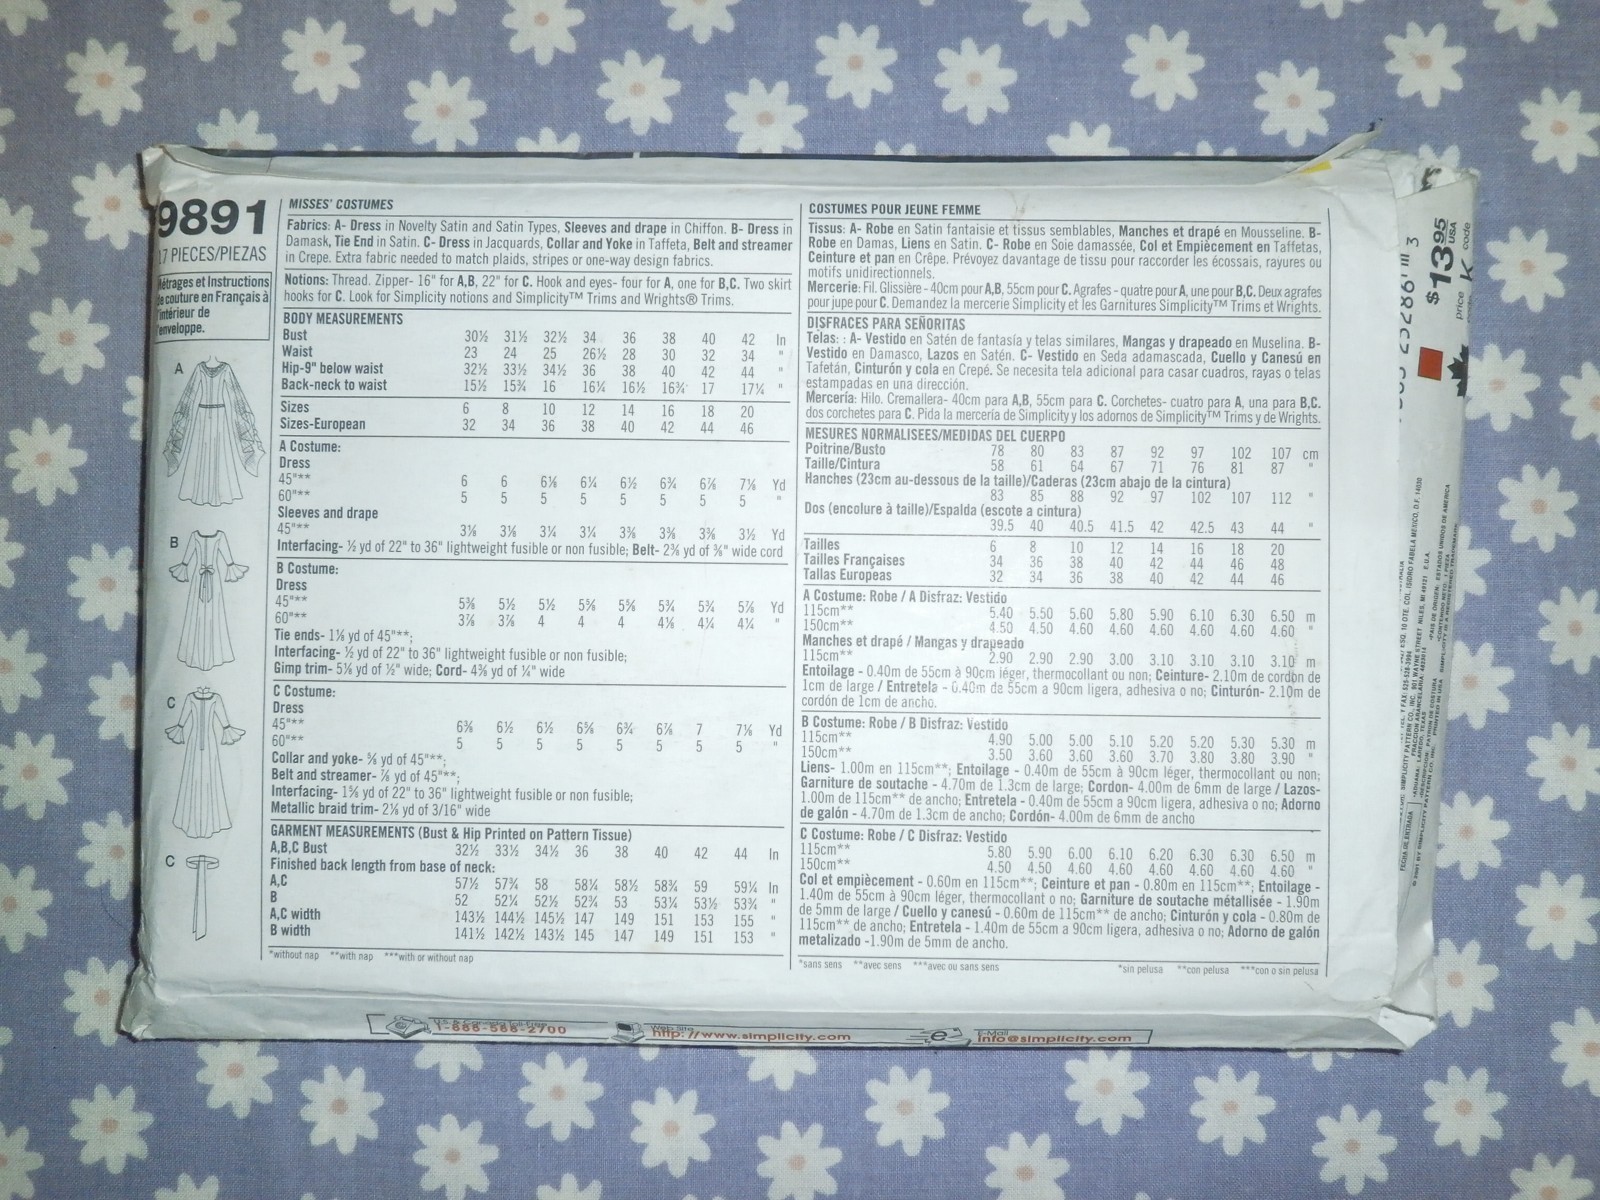 9891
17 PIECES/PIEZAS
Métrages et Instructions
de couture en Français à
l'intérieur de
l'enveloppe.
A
B
C
C
MISSES' COSTUMES
Fabrics: A- Dress in Novelty Satin and Satin Types, Sleeves and drape in Chiffon. B- Dress in
Damask, Tie End in Satin. C- Dress in Jacquards, Collar and Yoke in Taffeta, Belt and streamer
in Crepe. Extra fabric needed to match plaids, stripes or one-way design fabrics.
Notions: Thread. Zipper- 16" for A,B, 22" for C. Hook and eyes- four for A, one for B,C. Two skirt
hooks for C. Look for Simplicity notions and Simplicity™ Trims and Wrights® Trims.
BODY MEASUREMENTS
Bust 30½ 31½ 32½ 34 36 38 40 42 In
Waist 23 24 25 26½ 28 30 32 34 "
Hip-9" below waist 32½ 33½ 34½ 36 38 40 42 44 "
Back-neck to waist 15½ 15¾ 16 16¼ 16½ 16¾ 17 17¼ "
Sizes 6 8 10 12 14 16 18 20
Sizes-European 32 34 36 38 40 42 44 46
A Costume:
Dress
45"** 6 6 6⅛ 6¼ 6½ 6¾ 6⅞ 7⅛ Yd
60"** 5 5 5 5 5 5 5 5 "
Sleeves and drape
45"** 3⅛ 3⅛ 3¼ 3¼ 3⅜ 3⅜ 3⅜ 3½ Yd
Interfacing- ½ yd of 22" to 36" lightweight fusible or non fusible; Belt- 2⅜ yd of ⅜" wide cord
B Costume:
Dress
45"** 5⅜ 5½ 5½ 5⅝ 5⅝ 5¾ 5¾ 5⅞ Yd
60"** 3⅞ 3⅞ 4 4 4 4⅛ 4¼ 4¼ "
Tie ends- 1⅛ yd of 45"**;
Interfacing- ½ yd of 22" to 36" lightweight fusible or non fusible;
Gimp trim- 5⅛ yd of ½" wide; Cord- 4⅜ yd of ¼" wide
C Costume:
Dress
45"** 6⅜ 6½ 6½ 6⅝ 6¾ 6⅞ 7 7⅛ Yd
60"** 5 5 5 5 5 5 5 5 "
Collar and yoke- ⅝ yd of 45"**;
Belt and streamer- ⅞ yd of 45"**;
Interfacing- 1⅝ yd of 22" to 36" lightweight fusible or non fusible;
Metallic braid trim- 2⅛ yd of 3/16" wide
GARMENT MEASUREMENTS (Bust & Hip Printed on Pattern Tissue)
A,B,C Bust 32½ 33½ 34½ 36 38 40 42 44 In
Finished back length from base of neck:
A,C 57½ 57¾ 58 58¼ 58½ 58¾ 59 59¼ In
B 52 52¼ 52½ 52¾ 53 53¼ 53½ 53¾ "
A,C width 143½ 144½ 145½ 147 149 151 153 155 "
B width 141½ 142½ 143½ 145 147 149 151 153 "
*without nap **with nap ***with or without nap
COSTUMES POUR JEUNE FEMME
Tissus: A- Robe en Satin fantaisie et tissus semblables, Manches et drapé en Mousseline. B-
Robe en Damas, Liens en Satin. C- Robe en Soie damassée, Col et Empiècement en Taffetas,
Ceinture et pan en Crêpe. Prévoyez davantage de tissu pour raccorder les écossais, rayures ou
motifs unidirectionnels.
Mercerie: Fil. Glissière - 40cm pour A,B, 55cm pour C. Agrafes - quatre pour A, une pour B,C. Deux agrafes
pour jupe pour C. Demandez la mercerie Simplicity et les Garnitures Simplicity™ Trims et Wrights.
DISFRACES PARA SEÑORITAS
Telas: : A- Vestido en Satén de fantasía y telas similares, Mangas y drapeado en Muselina. B-
Vestido en Damasco, Lazos en Satén. C- Vestido en Seda adamascada, Cuello y Canesú en
Tafetán, Cinturón y cola en Crepé. Se necesita tela adicional para casar cuadros, rayas o telas
estampadas en una dirección.
Mercería: Hilo. Cremallera- 40cm para A,B, 55cm para C. Corchetes- cuatro para A, una para B,C.
dos corchetes para C. Pida la mercería de Simplicity y los adornos de Simplicity™ Trims y de Wrights.
MESURES NORMALISEES/MEDIDAS DEL CUERPO
Poitrine/Busto 78 80 83 87 92 97 102 107 cm
Taille/Cintura 58 61 64 67 71 76 81 87 "
Hanches (23cm au-dessous de la taille)/Caderas (23cm abajo de la cintura)
83 85 88 92 97 102 107 112 "
Dos (encolure à taille)/Espalda (escote a cintura)
39.5 40 40.5 41.5 42 42.5 43 44 "
Tailles 6 8 10 12 14 16 18 20
Tailles Françaises 34 36 38 40 42 44 46 48
Tallas Europeas 32 34 36 38 40 42 44 46
A Costume: Robe / A Disfraz: Vestido
115cm** 5.40 5.50 5.60 5.80 5.90 6.10 6.30 6.50 m
150cm** 4.50 4.50 4.60 4.60 4.60 4.60 4.60 4.60 "
Manches et drapé / Mangas y drapeado
115cm** 2.90 2.90 2.90 3.00 3.10 3.10 3.10 3.10 m
Entoilage - 0.40m de 55cm à 90cm léger, thermocollant ou non; Ceinture- 2.10m de cordon de
1cm de large / Entretela - 0.40m de 55cm a 90cm ligera, adhesiva o no; Cinturón- 2.10m de
cordón de 1cm de ancho.
B Costume: Robe / B Disfraz: Vestido
115cm** 4.90 5.00 5.00 5.10 5.20 5.20 5.30 5.30 m
150cm** 3.50 3.60 3.60 3.60 3.70 3.80 3.80 3.90 "
Liens- 1.00m en 115cm**; Entoilage - 0.40m de 55cm à 90cm léger, thermocollant ou non;
Garniture de soutache - 4.70m de 1.3cm de large; Cordon- 4.00m de 6mm de large / Lazos-
1.00m de 115cm** de ancho; Entretela - 0.40m de 55cm a 90cm ligera, adhesiva o no; Adorno
de galón - 4.70m de 1.3cm de ancho; Cordón- 4.00m de 6mm de ancho
C Costume: Robe / C Disfraz: Vestido
115cm** 5.80 5.90 6.00 6.10 6.20 6.30 6.30 6.50 m
150cm** 4.50 4.50 4.60 4.60 4.60 4.60 4.60 4.60 "
Col et empiècement - 0.60m en 115cm**; Ceinture et pan - 0.80m en 115cm**; Entoilage -
1.40m de 55cm à 90cm léger, thermocollant o no; Garniture de soutache métallisée - 1.90m
de 5mm de large / Cuello y canesú - 0.60m de 115cm** de ancho; Cinturón y cola - 0.80m de
115cm** de ancho; Entretela - 1.40m de 55cm a 90cm ligera, adhesiva o no; Adorno de galón
metalizado -1.90m de 5mm de ancho.
*sans sens **avec sens ***avec ou sans sens
*sin pelusa **con pelusa ***con o sin pelusa
1-888-588-2700
Web Site
http://www.simplicity.com
E-Mail
info@simplicity.com
$13.95
USA
price code
K